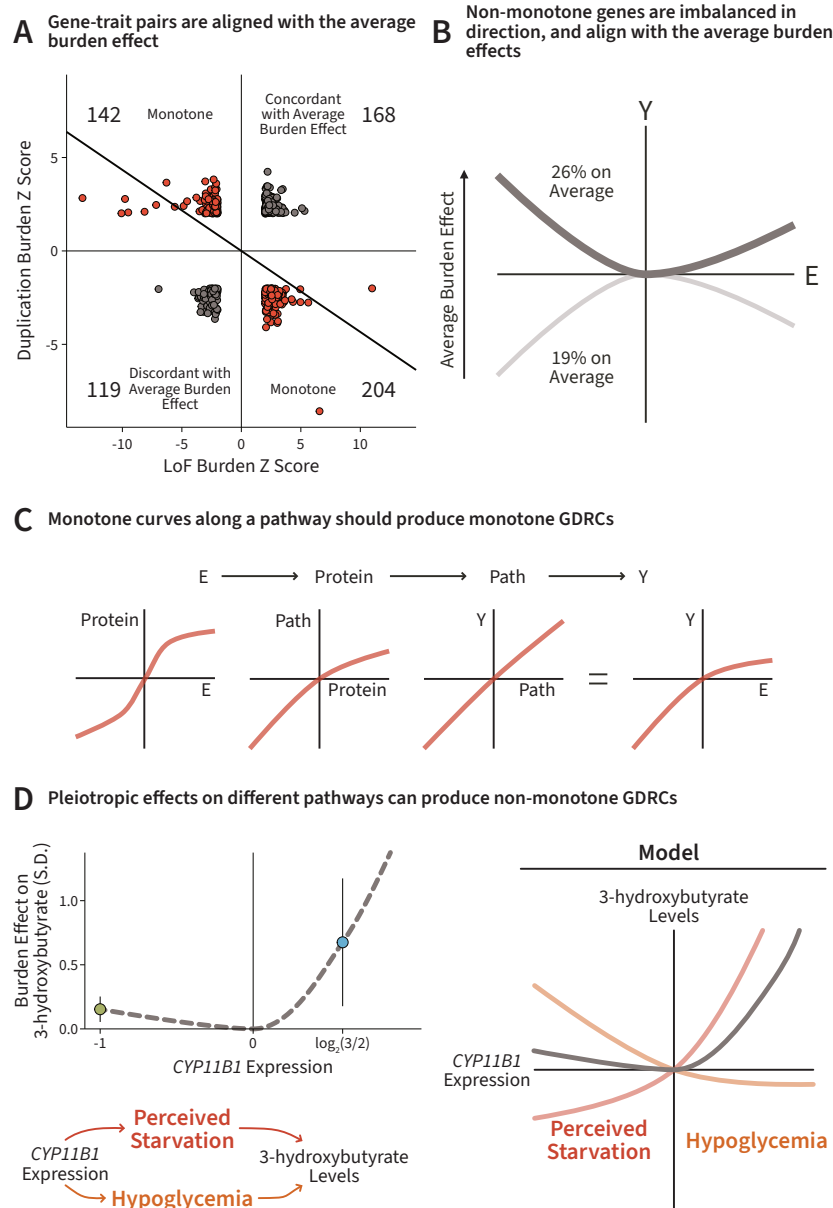 A Gene-trait pairs are aligned with the average
burden effect
142
Monotone
Concordant
with Average
Burden Effect
168
Duplication Burden Z Score
5
0
-5
119
Discordant with
Average Burden
Effect
Monotone
204
-10 -5 0 5 10
LoF Burden Z Score
B Non-monotone genes are imbalanced in
direction, and align with the average burden
effects
Y
26% on
Average
Average Burden Effect
E
19% on
Average
C Monotone curves along a pathway should produce monotone GDRCs
E Protein Path Y
Protein
E
Path
Protein
Y
Path
=
Y
E
D Pleiotropic effects on different pathways can produce non-monotone GDRCs
Burden Effect on
3-hydroxybutyrate (S.D.)
1.0
0.5
0.0
-1 0 log₂(3/2)
CYP11B1 Expression
CYP11B1
Expression
Perceived
Starvation
Hypoglycemia
3-hydroxybutyrate
Levels
Model
3-hydroxybutyrate
Levels
CYP11B1
Expression
Perceived
Starvation
Hypoglycemia